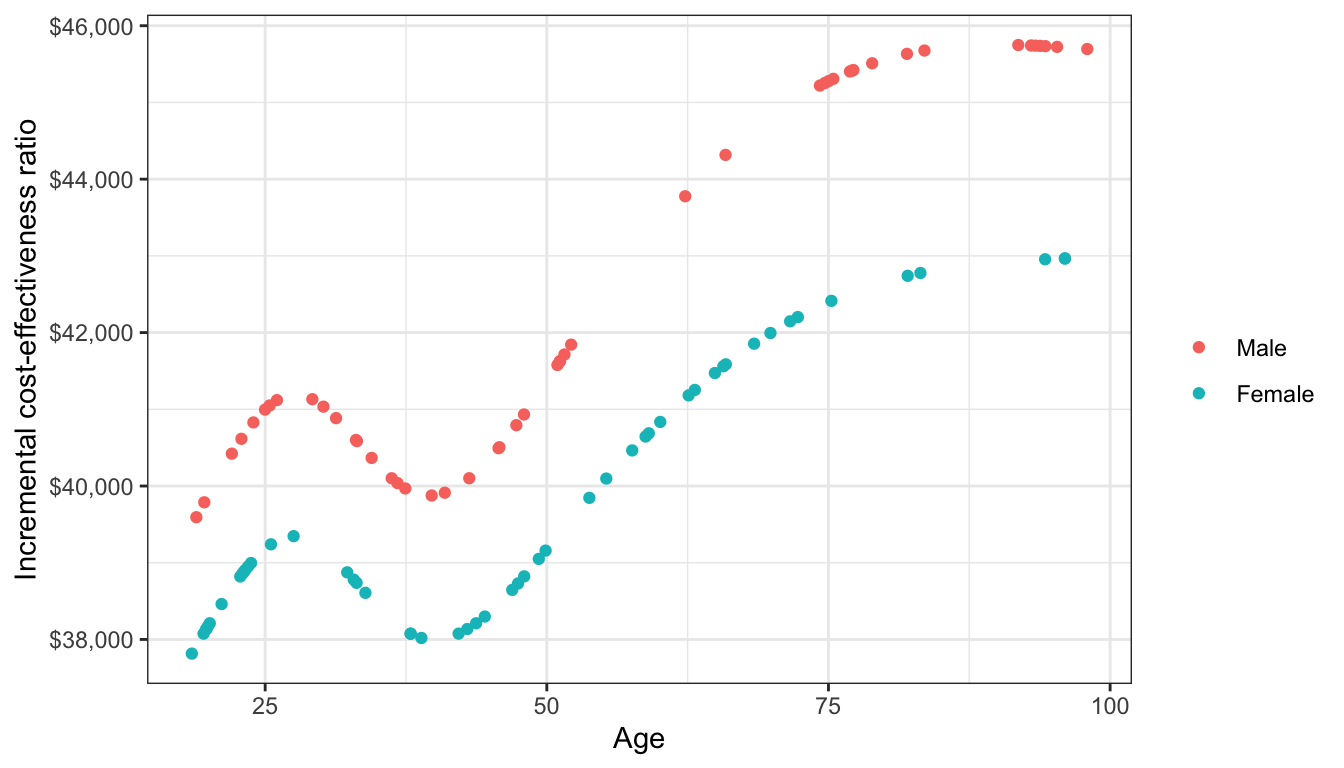 $46,000
$44,000
$42,000
$40,000
$38,000
Incremental cost-effectiveness ratio
25
50
75
100
Age
Male
Female